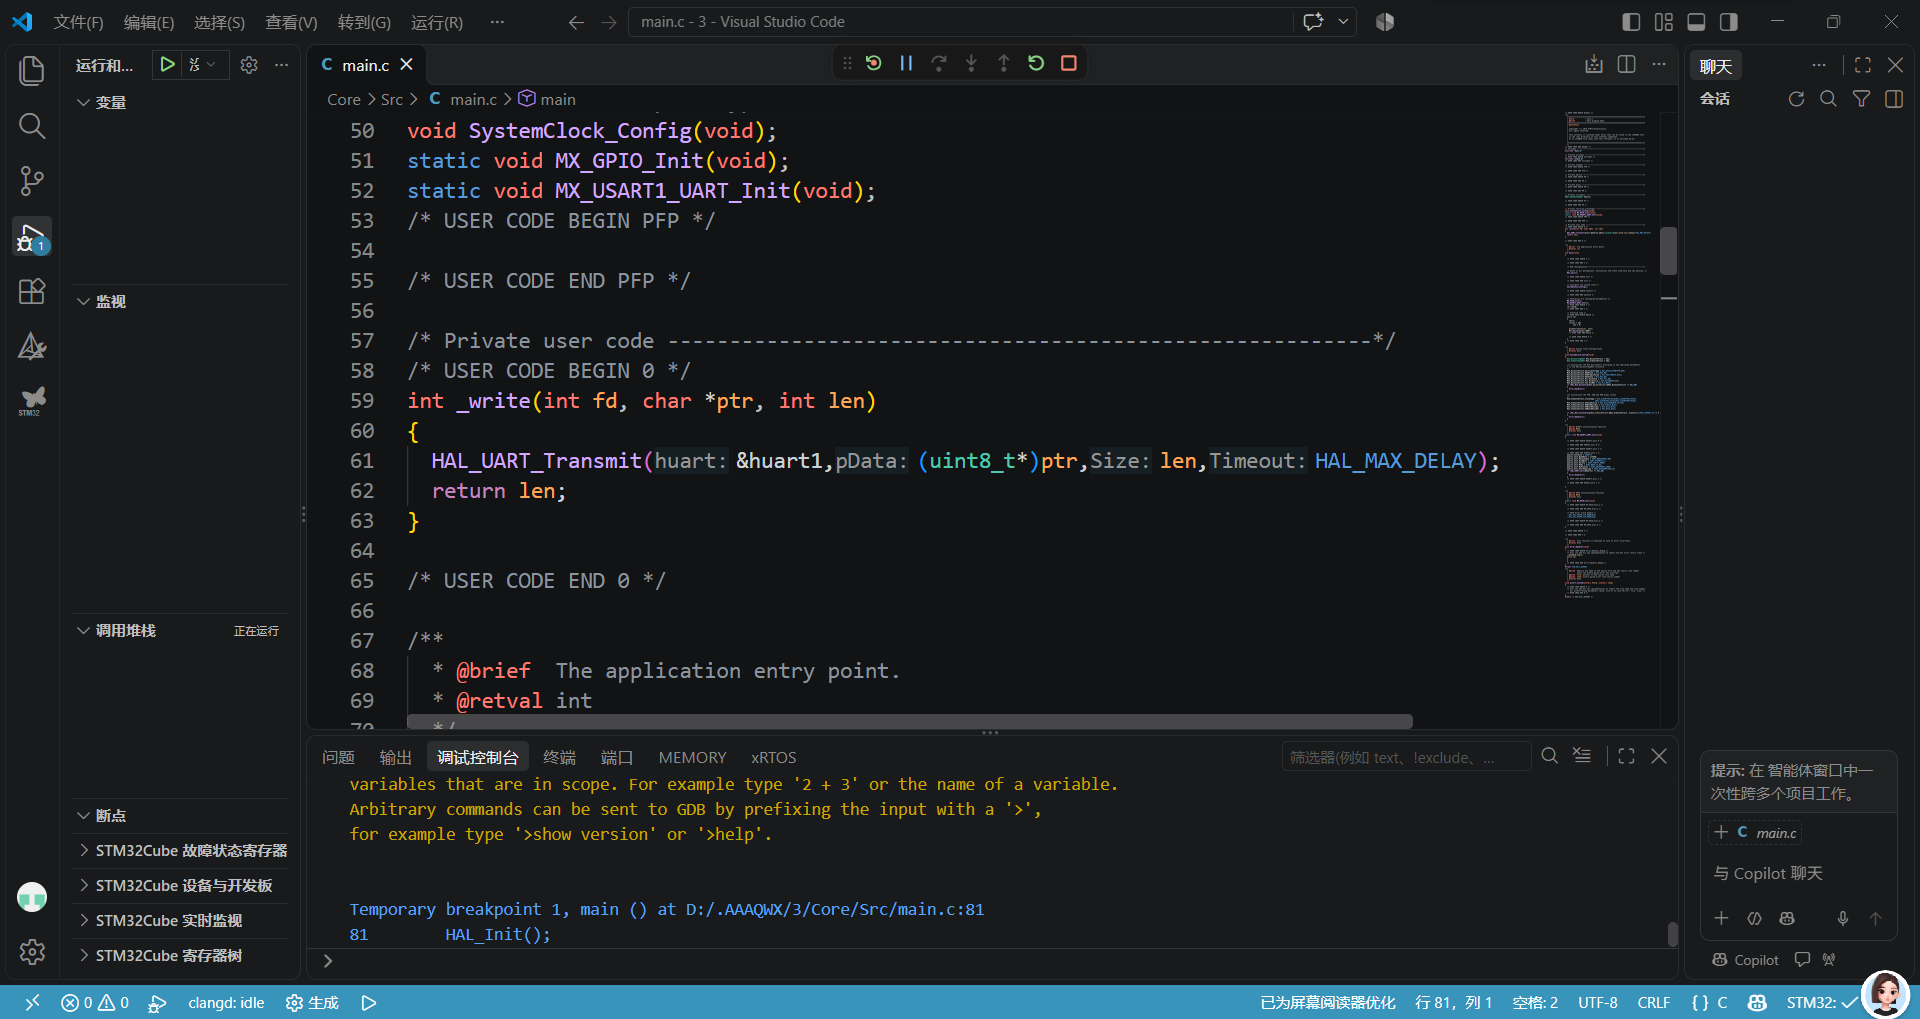 文件(F) 编辑(E) 选择(S) 查看(V) 转到(G) 运行(R) ··· main.c - 3 - Visual Studio Code
运行和... ···
变量
监视
调用堆栈 正在运行
断点
STM32Cube 故障状态寄存器
STM32Cube 设备与开发板
STM32Cube 实时监视
STM32Cube 寄存器树
1
STM32
C main.c
Core > Src > C main.c > main
50 void SystemClock_Config(void);
51 static void MX_GPIO_Init(void);
52 static void MX_USART1_UART_Init(void);
53 /* USER CODE BEGIN PFP */
54
55 /* USER CODE END PFP */
56
57 /* Private user code ---------------------------------------------------------*/
58 /* USER CODE BEGIN 0 */
59 int _write(int fd, char *ptr, int len)
60 {
61 HAL_UART_Transmit(huart: &huart1,pData: (uint8_t*)ptr,Size: len,Timeout: HAL_MAX_DELAY);
62 return len;
63 }
64
65 /* USER CODE END 0 */
66
67 /**
68 * @brief The application entry point.
69 * @retval int
70 */
问题 输出 调试控制台 终端 端口 MEMORY xRTOS 筛选器(例如 text、!exclude、...
variables that are in scope. For example type '2 + 3' or the name of a variable.
Arbitrary commands can be sent to GDB by prefixing the input with a '>',
for example type '>show version' or '>help'.
Temporary breakpoint 1, main () at D:/.AAAQWX/3/Core/Src/main.c:81
81 HAL_Init();
聊天 ···
会话
提示: 在 智能体窗口中一
次性跨多个项目工作。
C main.c
与 Copilot 聊天
Copilot
0 0 clangd: idle 生成 已为屏幕阅读器优化 行 81，列 1 空格: 2 UTF-8 CRLF { } C STM32: